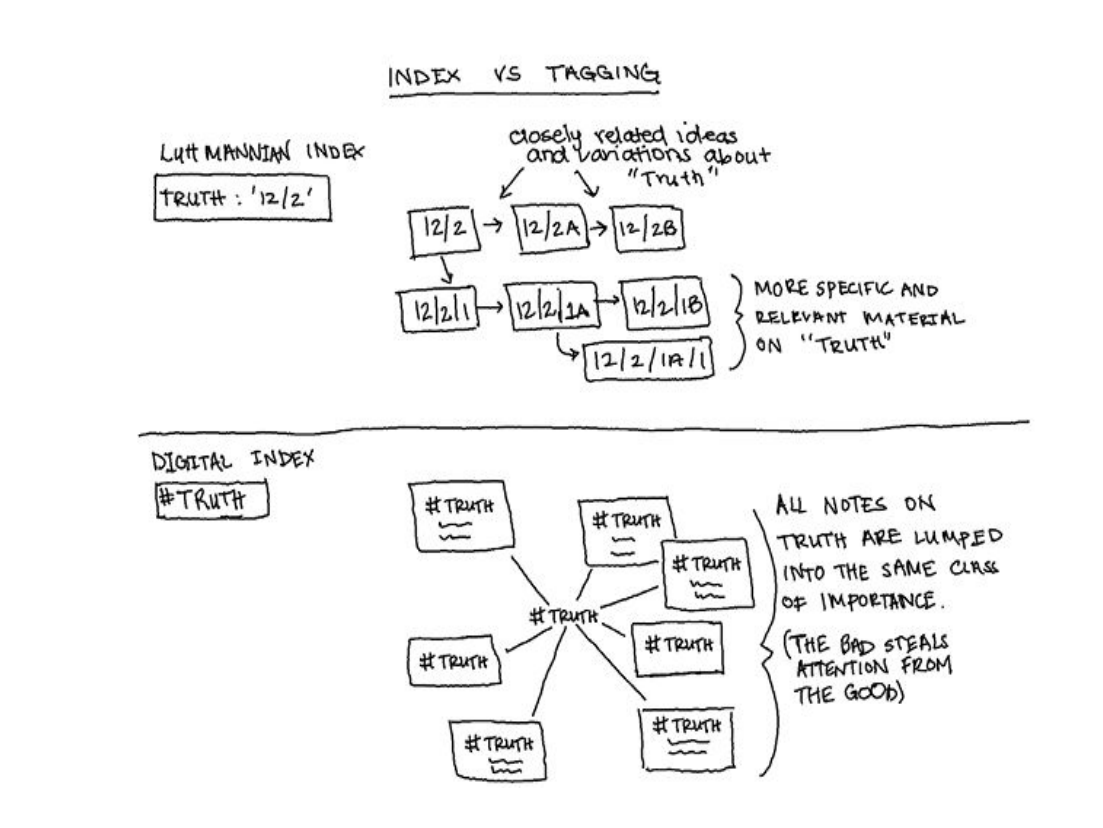 INDEX VS TAGGING
closely related ideas
and variations about
"Truth"
LUHMANNIAN INDEX
TRUTH : '12/2'
12/2
12/2A
12/2B
12/2/1
12/2/1A
12/2/1B
12/2/1A/1
MORE SPECIFIC AND
RELEVANT MATERIAL
ON "TRUTH"
DIGITAL INDEX
#TRUTH
#TRUTH
#TRUTH
#TRUTH
#TRUTH
#TRUTH
#TRUTH
#TRUTH
#TRUTH
ALL NOTES ON
TRUTH ARE LUMPED
INTO THE SAME CLASS
OF IMPORTANCE.
(THE BAD STEALS
ATTENTION FROM
THE GOOD)